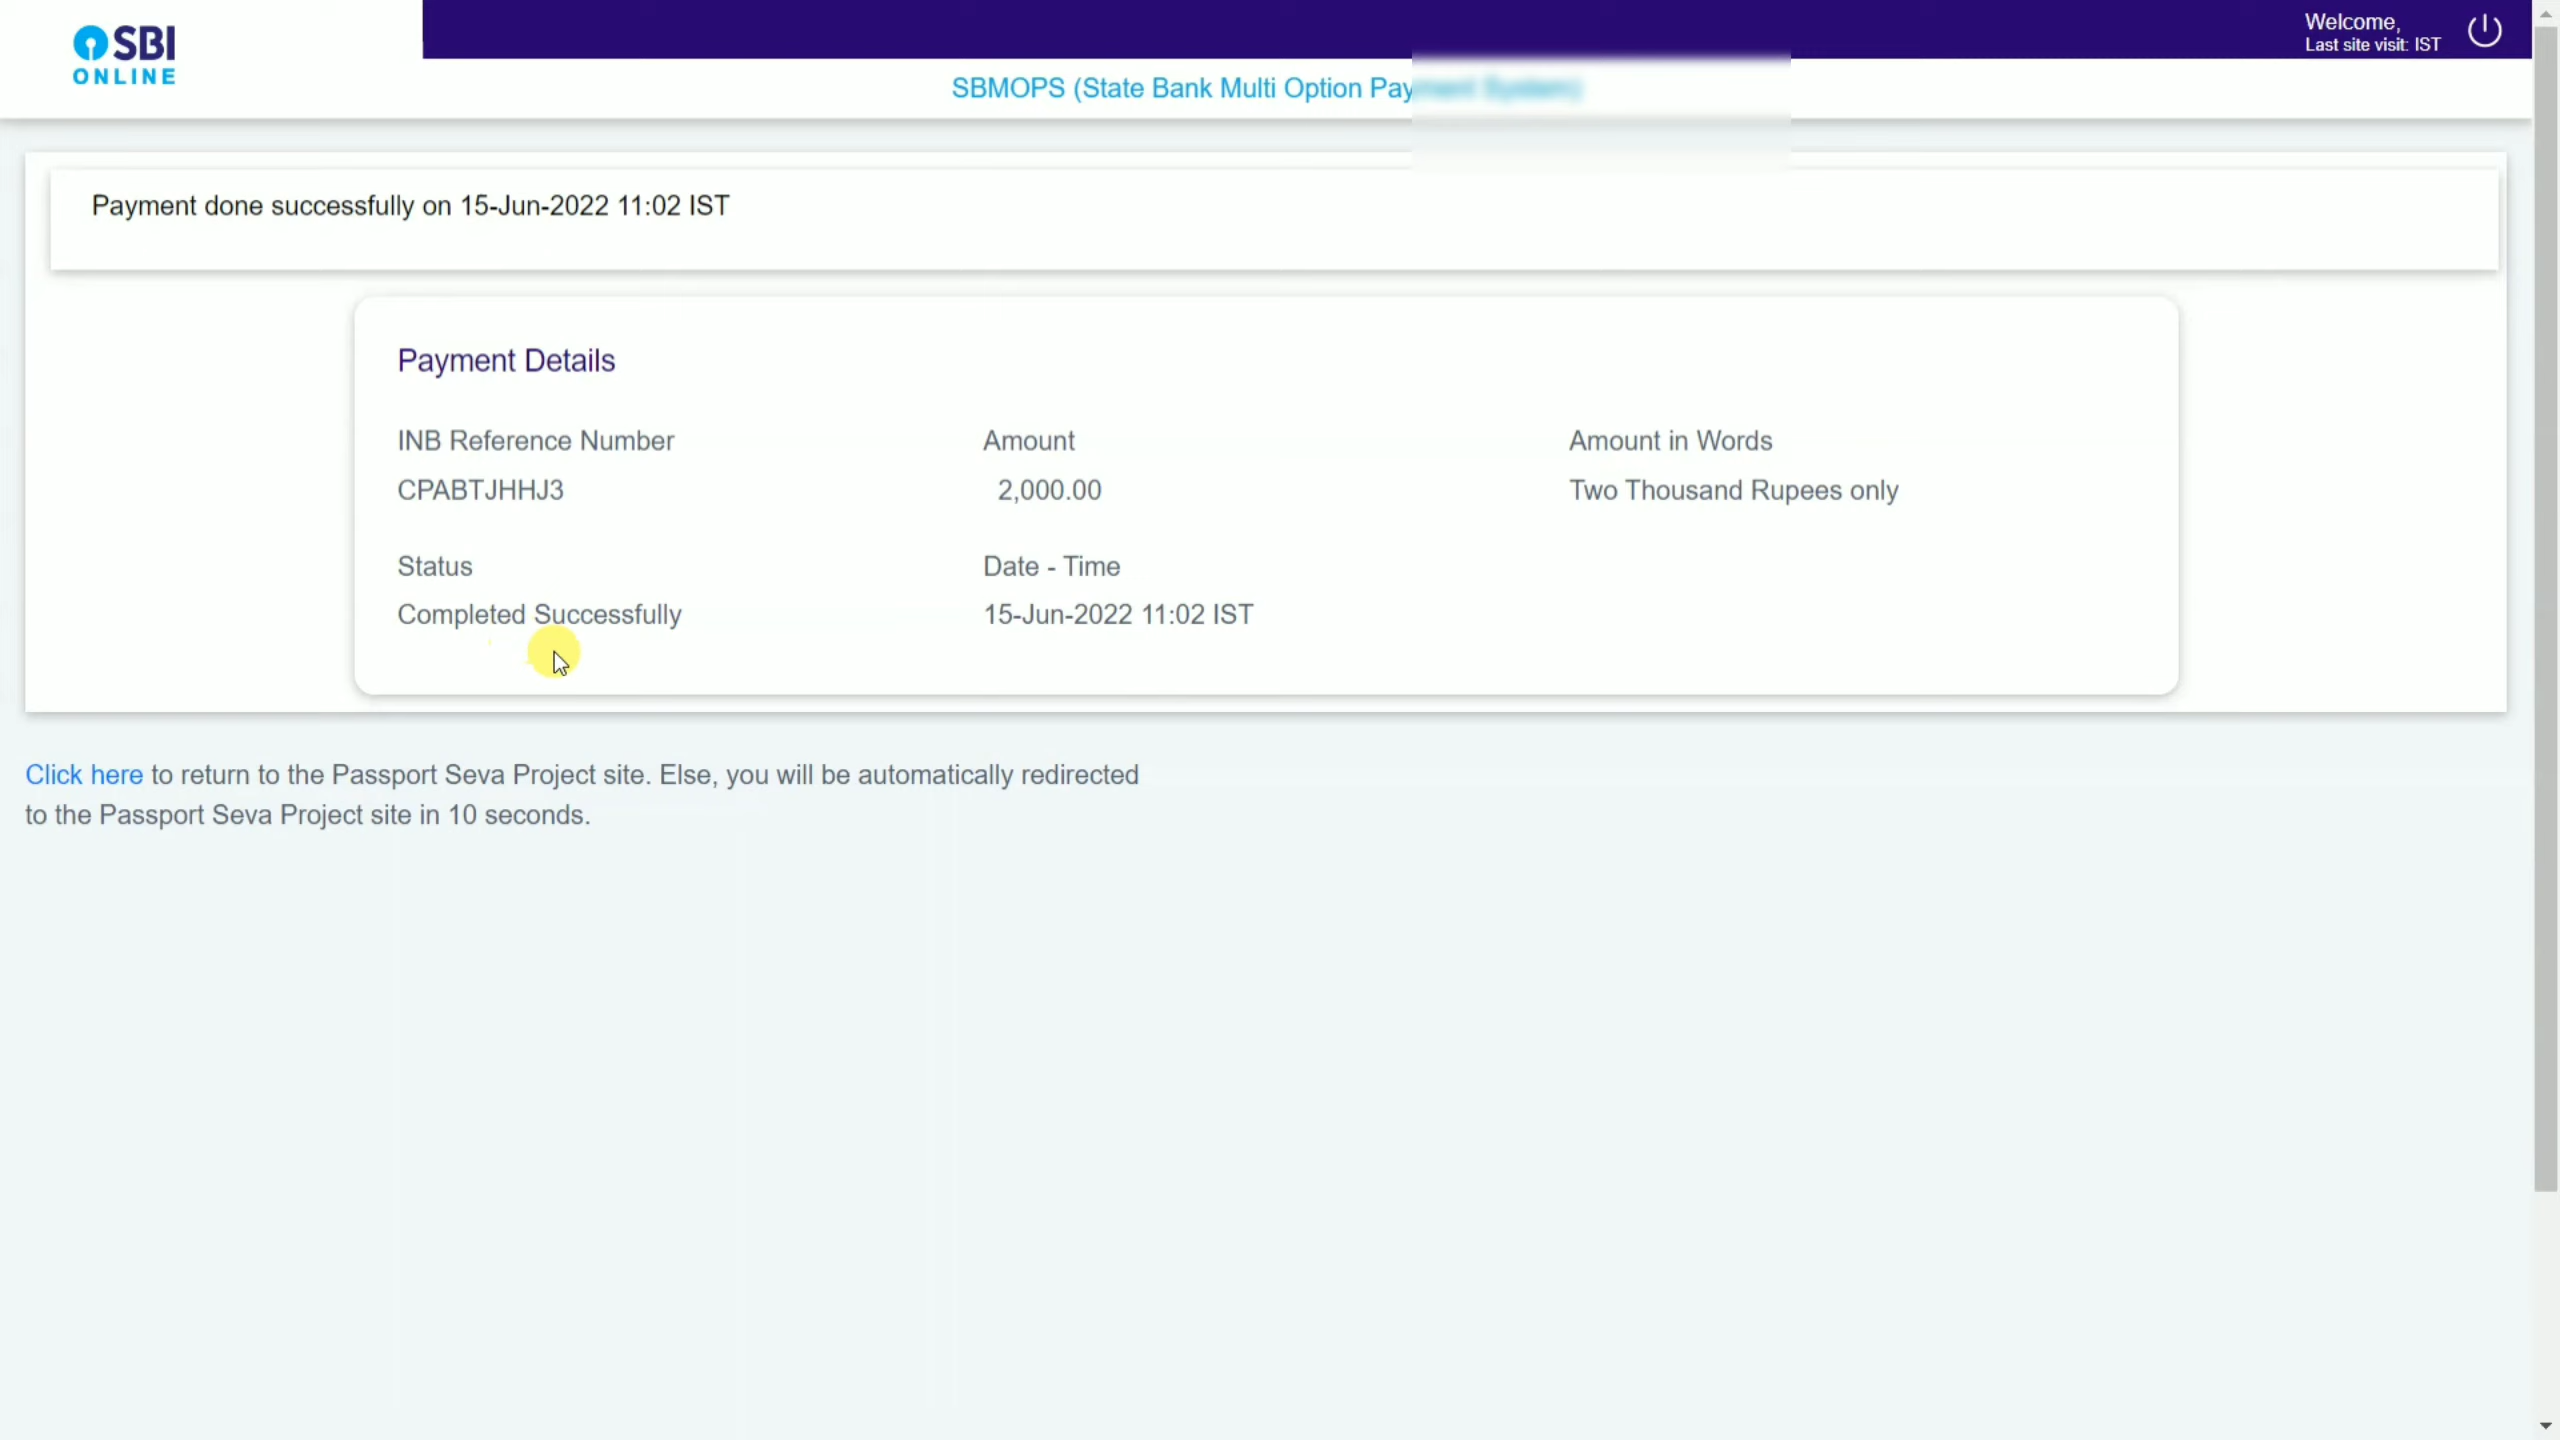 SBI
ONLINE
Welcome,
Last site visit: IST
SBMOPS (State Bank Multi Option Payment System)
Payment done successfully on 15-Jun-2022 11:02 IST
Payment Details
INB Reference Number Amount Amount in Words
CPABTJHHJ3 2,000.00 Two Thousand Rupees only
Status Date - Time
Completed Successfully 15-Jun-2022 11:02 IST
Click here to return to the Passport Seva Project site. Else, you will be automatically redirected
to the Passport Seva Project site in 10 seconds.